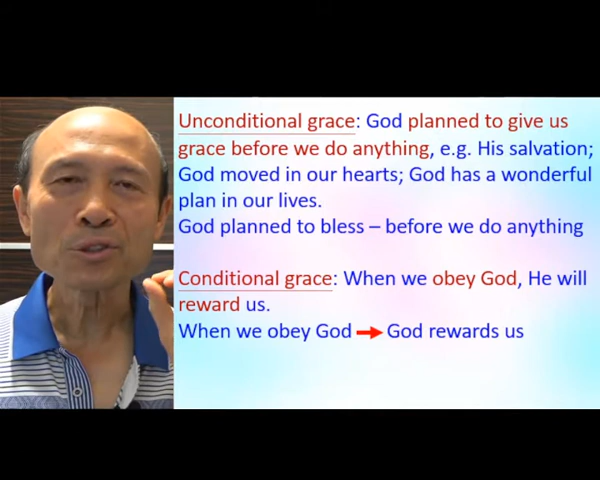 Unconditional grace: God planned to give us
grace before we do anything, e.g. His salvation;
God moved in our hearts; God has a wonderful
plan in our lives.
God planned to bless – before we do anything
Conditional grace: When we obey God, He will
reward us.
When we obey God → God rewards us